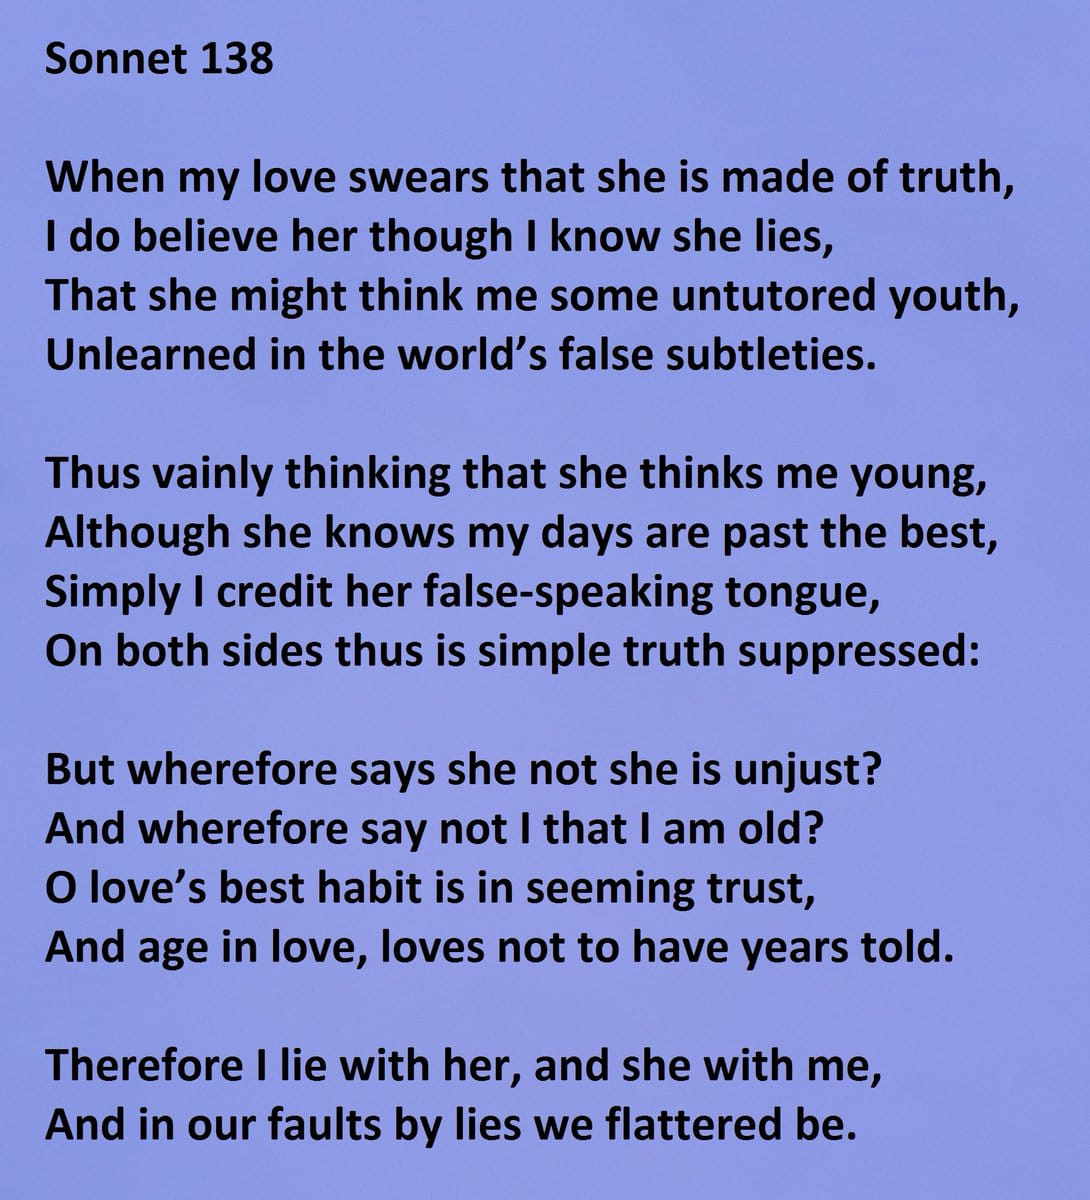 Sonnet 138
When my love swears that she is made of truth,
I do believe her though I know she lies,
That she might think me some untutored youth,
Unlearned in the world’s false subtleties.
Thus vainly thinking that she thinks me young,
Although she knows my days are past the best,
Simply I credit her false-speaking tongue,
On both sides thus is simple truth suppressed:
But wherefore says she not she is unjust?
And wherefore say not I that I am old?
O love’s best habit is in seeming trust,
And age in love, loves not to have years told.
Therefore I lie with her, and she with me,
And in our faults by lies we flattered be.